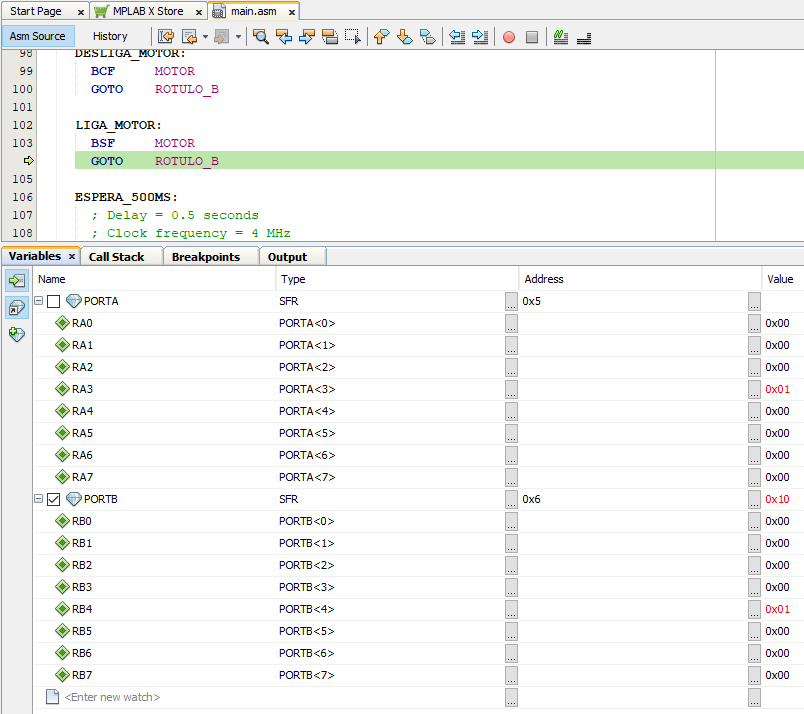 Start Page × MPLAB X Store × main.asm ×
Asm Source History
98 DESLIGA_MOTOR:
99 BCF MOTOR
100 GOTO ROTULO_B
101
102 LIGA_MOTOR:
103 BSF MOTOR
GOTO ROTULO_B
105
106 ESPERA_500MS:
107 ; Delay = 0.5 seconds
108 ; Clock frequency = 4 MHz
Variables × Call Stack Breakpoints Output
Name Type Address Value
PORTA SFR ... 0x5 ...
RA0 PORTA<0> ... ... 0x00
RA1 PORTA<1> ... ... 0x00
RA2 PORTA<2> ... ... 0x00
RA3 PORTA<3> ... ... 0x01
RA4 PORTA<4> ... ... 0x00
RA5 PORTA<5> ... ... 0x00
RA6 PORTA<6> ... ... 0x00
RA7 PORTA<7> ... ... 0x00
PORTB SFR ... 0x6 ... 0x10
RB0 PORTB<0> ... ... 0x00
RB1 PORTB<1> ... ... 0x00
RB2 PORTB<2> ... ... 0x00
RB3 PORTB<3> ... ... 0x00
RB4 PORTB<4> ... ... 0x01
RB5 PORTB<5> ... ... 0x00
RB6 PORTB<6> ... ... 0x00
RB7 PORTB<7> ... ... 0x00
<Enter new watch> ... ...